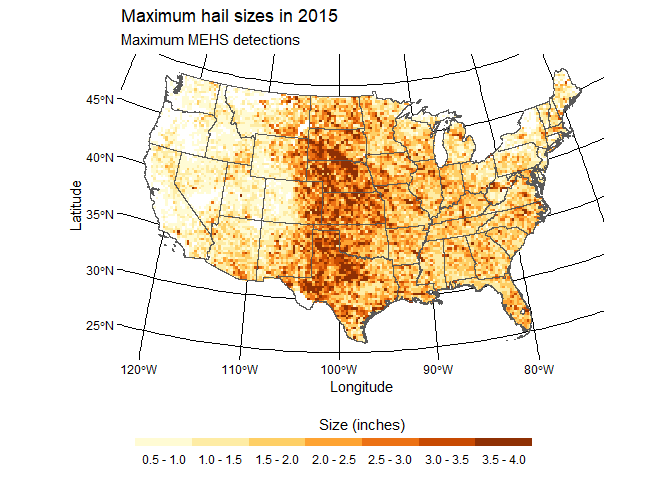 Maximum hail sizes in 2015
Maximum MEHS detections
45°N
40°N
35°N
30°N
25°N
Latitude
120°W 110°W 100°W 90°W 80°W
Longitude
Size (inches)
0.5 - 1.0 1.0 - 1.5 1.5 - 2.0 2.0 - 2.5 2.5 - 3.0 3.0 - 3.5 3.5 - 4.0